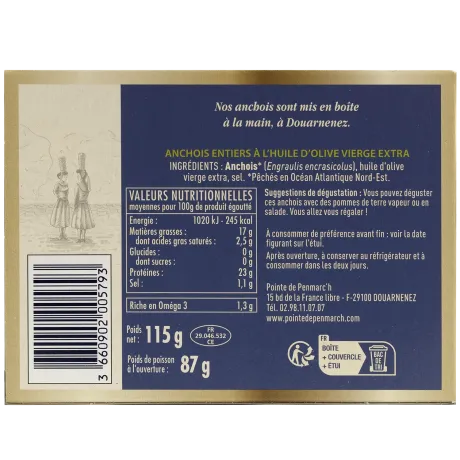 Nos anchois sont mis en boîte
à la main, à Douarnenez.
ANCHOIS ENTIERS À L'HUILE D'OLIVE VIERGE EXTRA
INGRÉDIENTS : Anchois* (Engraulis encrasicolus), huile d'olive
vierge extra, sel. *Pêchés en Océan Atlantique Nord-Est.
VALEURS NUTRITIONNELLES
moyennes pour 100g de produit égoutté
Energie : 1020 kJ - 245 kcal
Matières grasses : 17 g
dont acides gras saturés : 2,5 g
Glucides : 0 g
dont sucres : 0 g
Protéines : 23 g
Sel : 1,1 g
Riche en Oméga 3 1,3 g
Suggestions de dégustation : Vous pouvez déguster
ces anchois avec des pommes de terre vapeur ou en
salade. Vous allez vous régaler !
À consommer de préférence avant fin : voir la date
figurant sur l'étui.
Après ouverture, à conserver au réfrigérateur et à
consommer dans les deux jours.
Pointe de Penmarc'h
15 bd de la France libre - F-29100 DOUARNENEZ
Tél. 02.98.11.07.07
www.pointedepenmarch.com
Poids
net : 115 g
FR
29.046.532
CE
Poids de poisson
à l'ouverture : 87 g
FR
BOÎTE
+ COUVERCLE
+ ÉTUI
BAC
DE
TRI
3 660902 005793